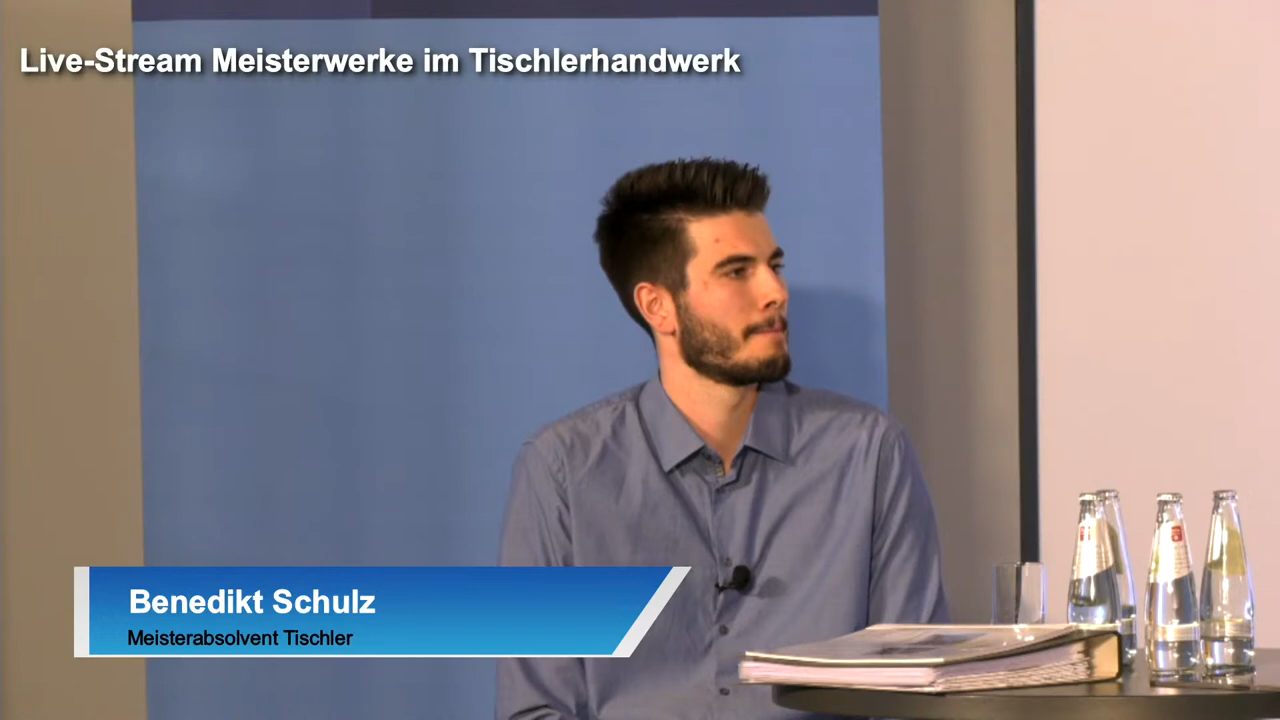 Live-Stream Meisterwerke im Tischlerhandwerk
Benedikt Schulz
Meisterabsolvent Tischler